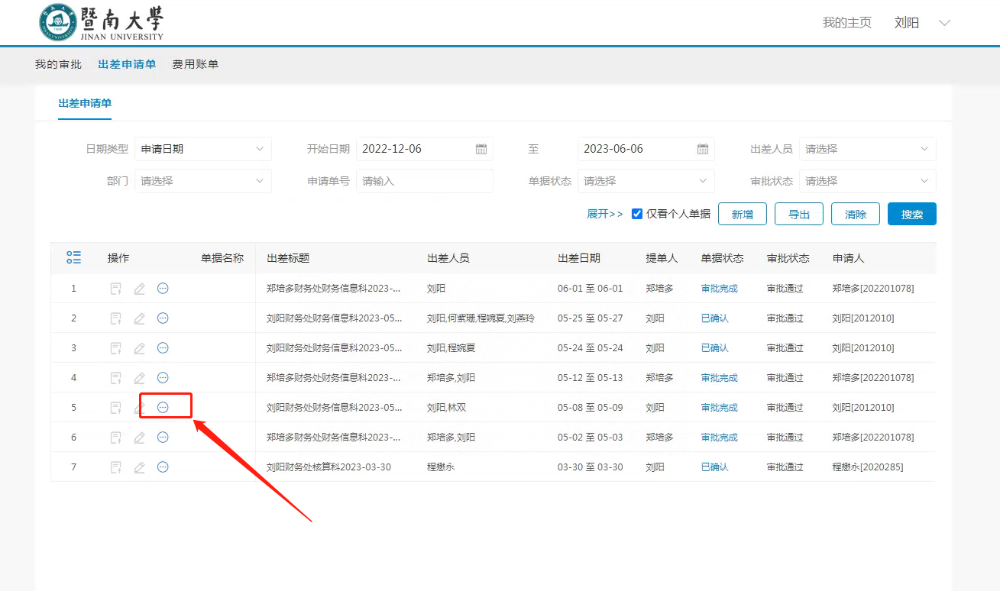 暨南大学
JINAN UNIVERSITY
我的主页 刘阳
我的审批 出差申请单 费用账单
出差申请单
日期类型 申请日期 开始日期 2022-12-06 至 2023-06-06 出差人员 请选择
部门 请选择 申请单号 请输入 单据状态 请选择 审批状态 请选择
展开>> 仅看个人单据 新增 导出 清除 搜索
操作 单据名称 出差标题 出差人员 出差日期 提单人 单据状态 审批状态 申请人
1 郑培多财务处财务信息科2023-... 刘阳 06-01 至 06-01 郑培多 审批完成 审批通过 郑培多[202201078]
2 刘阳财务处财务信息科2023-05... 刘阳,何紫珊,程婉夏,刘燕玲 05-25 至 05-27 刘阳 已确认 审批通过 刘阳[2012010]
3 刘阳财务处财务信息科2023-05... 刘阳,程婉夏 05-24 至 05-24 刘阳 已确认 审批通过 刘阳[2012010]
4 郑培多财务处财务信息科2023-... 郑培多,刘阳 05-12 至 05-13 郑培多 审批完成 审批通过 郑培多[202201078]
5 刘阳财务处财务信息科2023-05... 刘阳,林双 05-08 至 05-09 刘阳 审批完成 审批通过 刘阳[2012010]
6 郑培多财务处财务信息科2023-... 郑培多,刘阳 05-02 至 05-03 郑培多 审批完成 审批通过 郑培多[202201078]
7 刘阳财务处核算科2023-03-30 程懋永 03-30 至 03-30 刘阳 已确认 审批通过 程懋永[2020285]